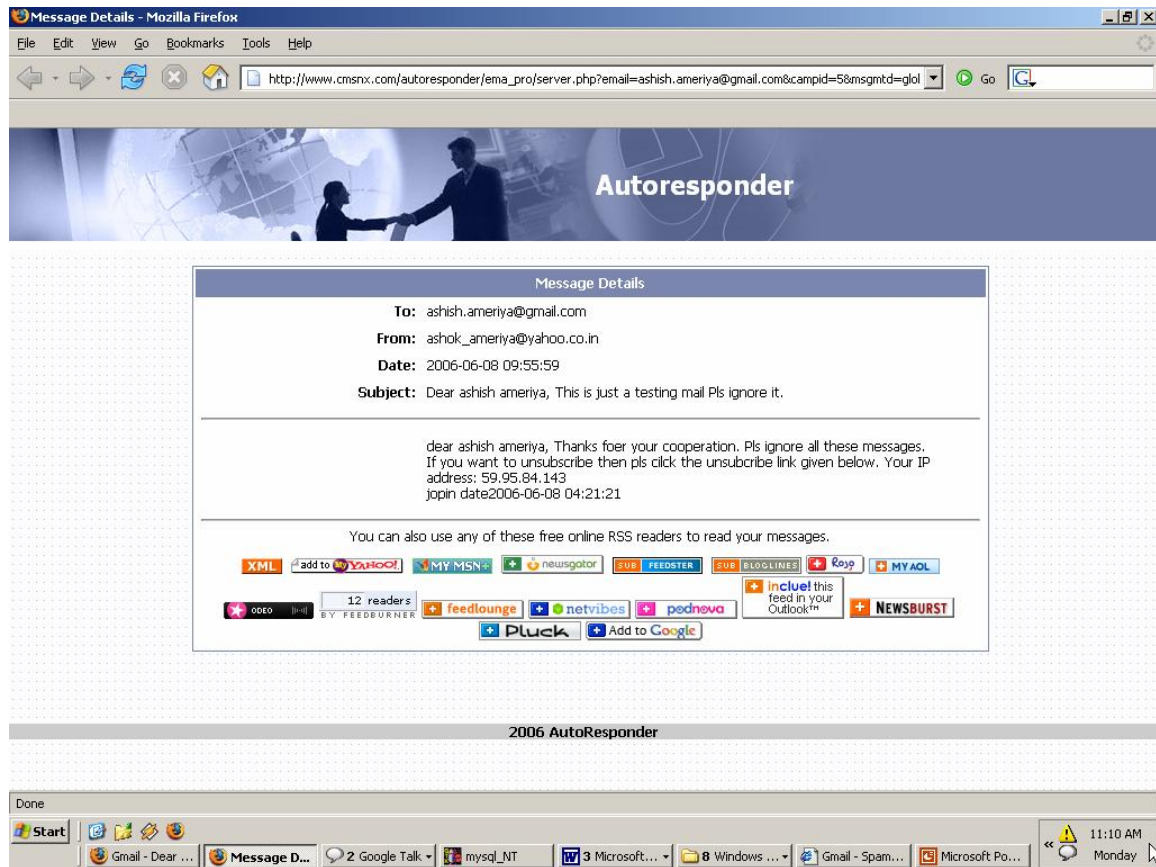 Message Details - Mozilla Firefox
File Edit View Go Bookmarks Tools Help
http://www.cmsnx.com/autoresponder/ema_pro/server.php?email=ashish.ameriya@gmail.com&campid=5&msgmtd=glol Go G
Autoresponder
Message Details
To: ashish.ameriya@gmail.com
From: ashok_ameriya@yahoo.co.in
Date: 2006-06-08 09:55:59
Subject: Dear ashish ameriya, This is just a testing mail Pls ignore it.
dear ashish ameriya, Thanks foer your cooperation. Pls ignore all these messages.
If you want to unsubscribe then pls cilck the unsubcribe link given below. Your IP
address: 59.95.84.143
jopin date2006-06-08 04:21:21
You can also use any of these free online RSS readers to read your messages.
XML add to MY YAHOO! MY MSN+ newsgator SUB FEEDSTER SUB BLOGLINES Rojo MY AOL
ODEO 12 readers BY FEEDBURNER feedlounge netvibes podnova inclue! this feed in your Outlook™ NEWSBURST
Pluck Add to Google
2006 AutoResponder
Done
Start
Gmail - Dear ... Message D... 2 Google Talk mysql_NT 3 Microsoft... 8 Windows ... Gmail - Spam... Microsoft Po...
11:10 AM
Monday